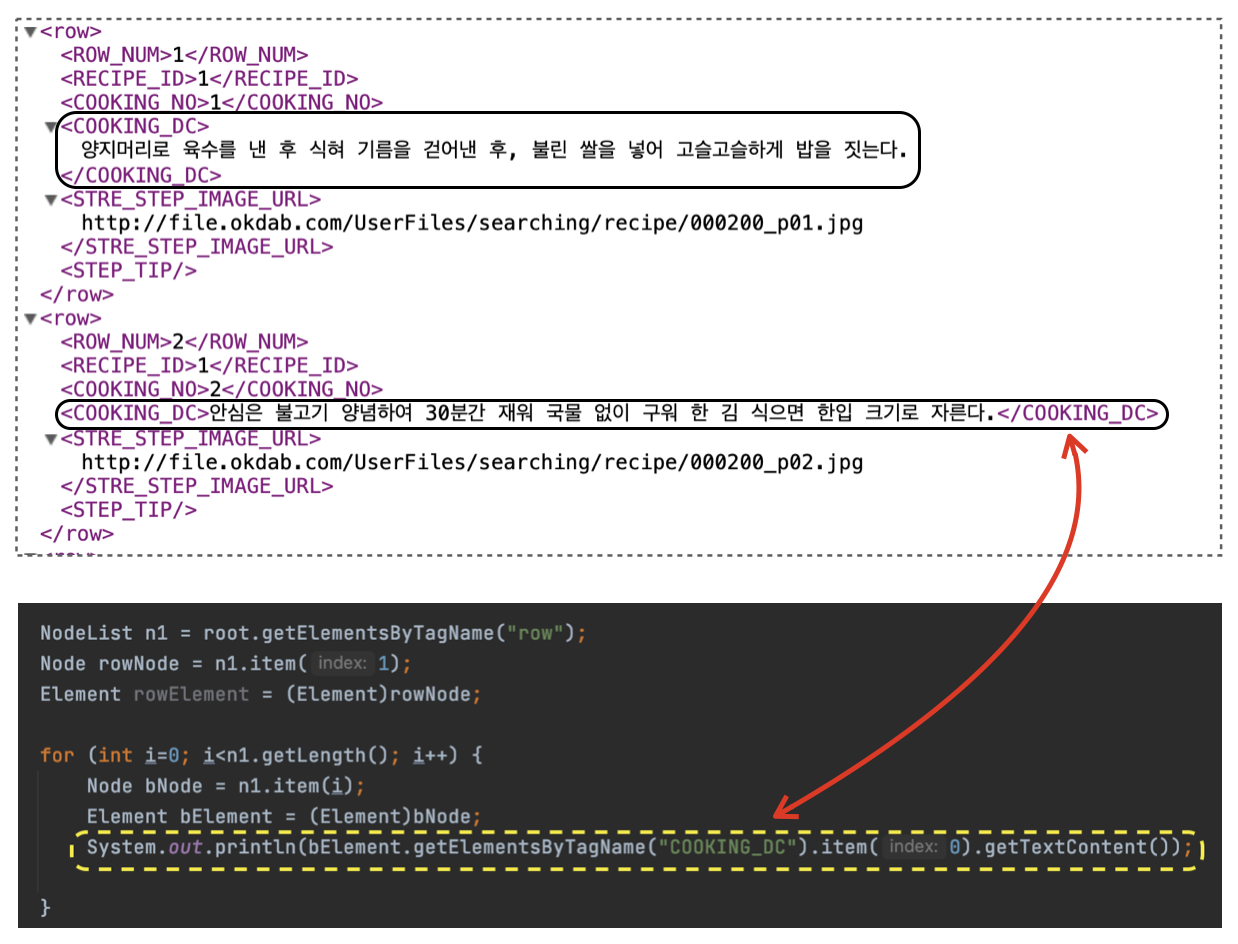 ▼<row>
<ROW_NUM>1</ROW_NUM>
<RECIPE_ID>1</RECIPE_ID>
<COOKING_NO>1</COOKING_NO>
▼<COOKING_DC>
양지머리로 육수를 낸 후 식혀 기름을 걷어낸 후, 불린 쌀을 넣어 고슬고슬하게 밥을 짓는다.
</COOKING_DC>
▼<STRE_STEP_IMAGE_URL>
http://file.okdab.com/UserFiles/searching/recipe/000200_p01.jpg
</STRE_STEP_IMAGE_URL>
<STEP_TIP/>
</row>
▼<row>
<ROW_NUM>2</ROW_NUM>
<RECIPE_ID>1</RECIPE_ID>
<COOKING_NO>2</COOKING_NO>
<COOKING_DC>안심은 불고기 양념하여 30분간 재워 국물 없이 구워 한 김 식으면 한입 크기로 자른다.</COOKING_DC>
▼<STRE_STEP_IMAGE_URL>
http://file.okdab.com/UserFiles/searching/recipe/000200_p02.jpg
</STRE_STEP_IMAGE_URL>
<STEP_TIP/>
</row>
NodeList n1 = root.getElementsByTagName("row");
Node rowNode = n1.item( index: 1);
Element rowElement = (Element)rowNode;
for (int i=0; i<n1.getLength(); i++) {
Node bNode = n1.item(i);
Element bElement = (Element)bNode;
System.out.println(bElement.getElementsByTagName("COOKING_DC").item( index: 0).getTextContent());
}